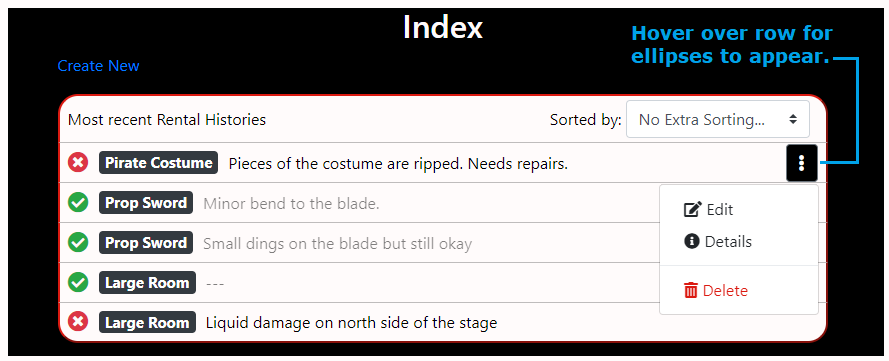 Index
Hover over row for
ellipses to appear.
Create New
Most recent Rental Histories Sorted by: No Extra Sorting...
Pirate Costume Pieces of the costume are ripped. Needs repairs.
Prop Sword Minor bend to the blade.
Edit
Prop Sword Small dings on the blade but still okay
Details
Large Room ---
Delete
Large Room Liquid damage on north side of the stage